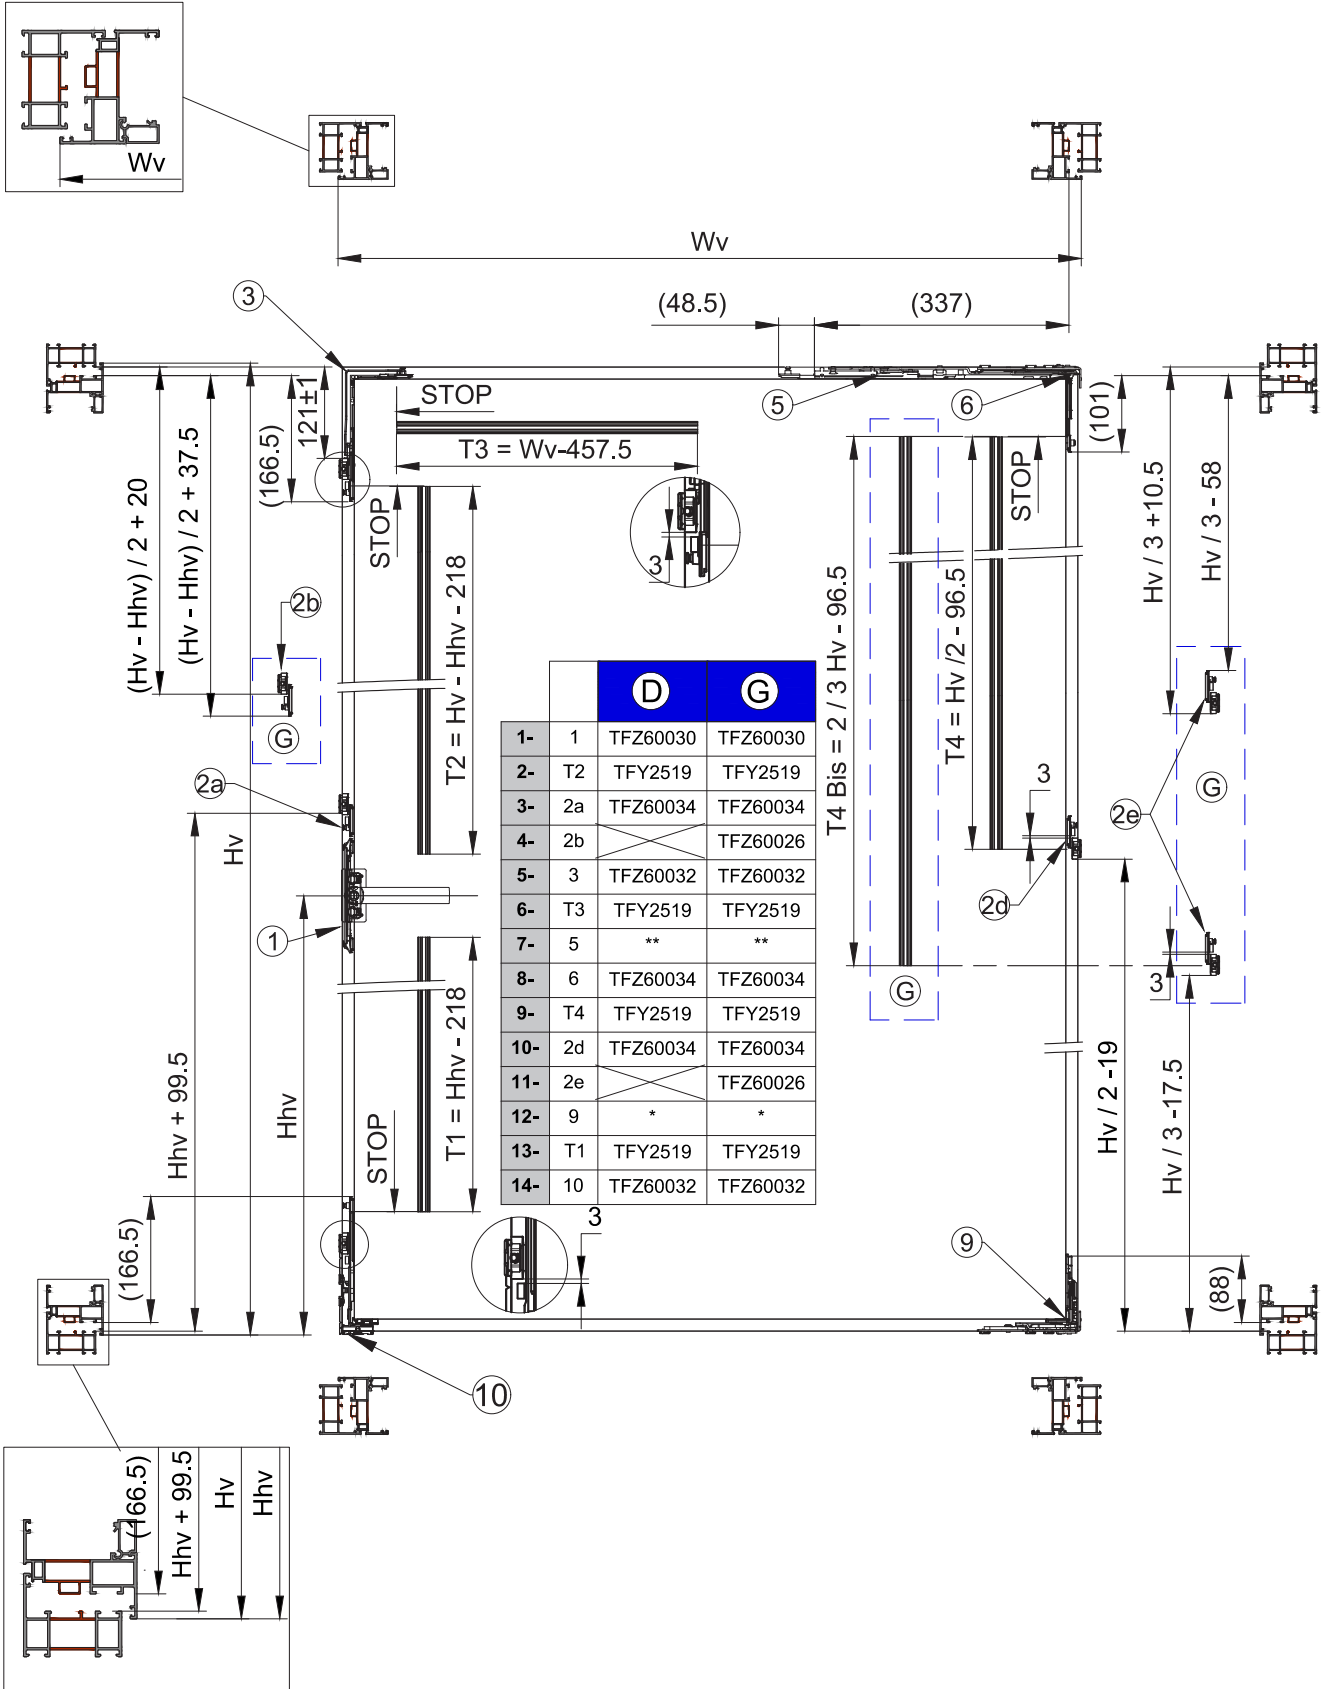 Wv
Wv
(48.5)
(337)
3
STOP
5
6
T3 = Wv-457.5
121±1
(166.5)
(Hv - Hhv) / 2 + 37.5
(Hv - Hhv) / 2 + 20
STOP
T2 = Hv - Hhv - 218
3
T4 Bis = 2 / 3 Hv - 96.5
T4 = Hv /2 - 96.5
STOP
(101)
Hv / 3 +10.5
Hv / 3 - 58
2b
G
2a
Hv
D G
1- 1 TFZ60030 TFZ60030
2- T2 TFY2519 TFY2519
3- 2a TFZ60034 TFZ60034
4- 2b TFZ60026
5- 3 TFZ60032 TFZ60032
6- T3 TFY2519 TFY2519
7- 5 ** **
8- 6 TFZ60034 TFZ60034
9- T4 TFY2519 TFY2519
10- 2d TFZ60034 TFZ60034
11- 2e TFZ60026
12- 9 * *
13- T1 TFY2519 TFY2519
14- 10 TFZ60032 TFZ60032
3
G
2e
2d
1
G
3
Hhv + 99.5
Hhv
T1 = Hhv - 218
STOP
(166.5)
3
9
Hv / 2 -19
Hv / 3 -17.5
(88)
10
(166.5)
Hhv + 99.5
Hv
Hhv